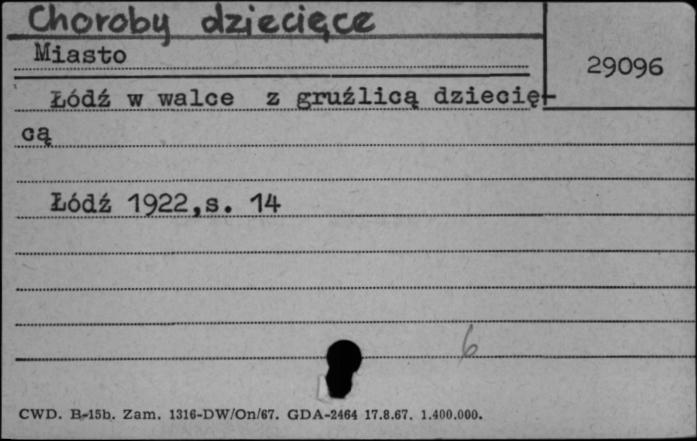 Choroby dziecięce
Miasto
29096
Łódź w walce z gruźlicą dziecię-
cą
Łódź 1922,s. 14
6
CWD. B-15b. Zam. 1316-DW/On/67. GDA-2464 17.8.67. 1.400.000.